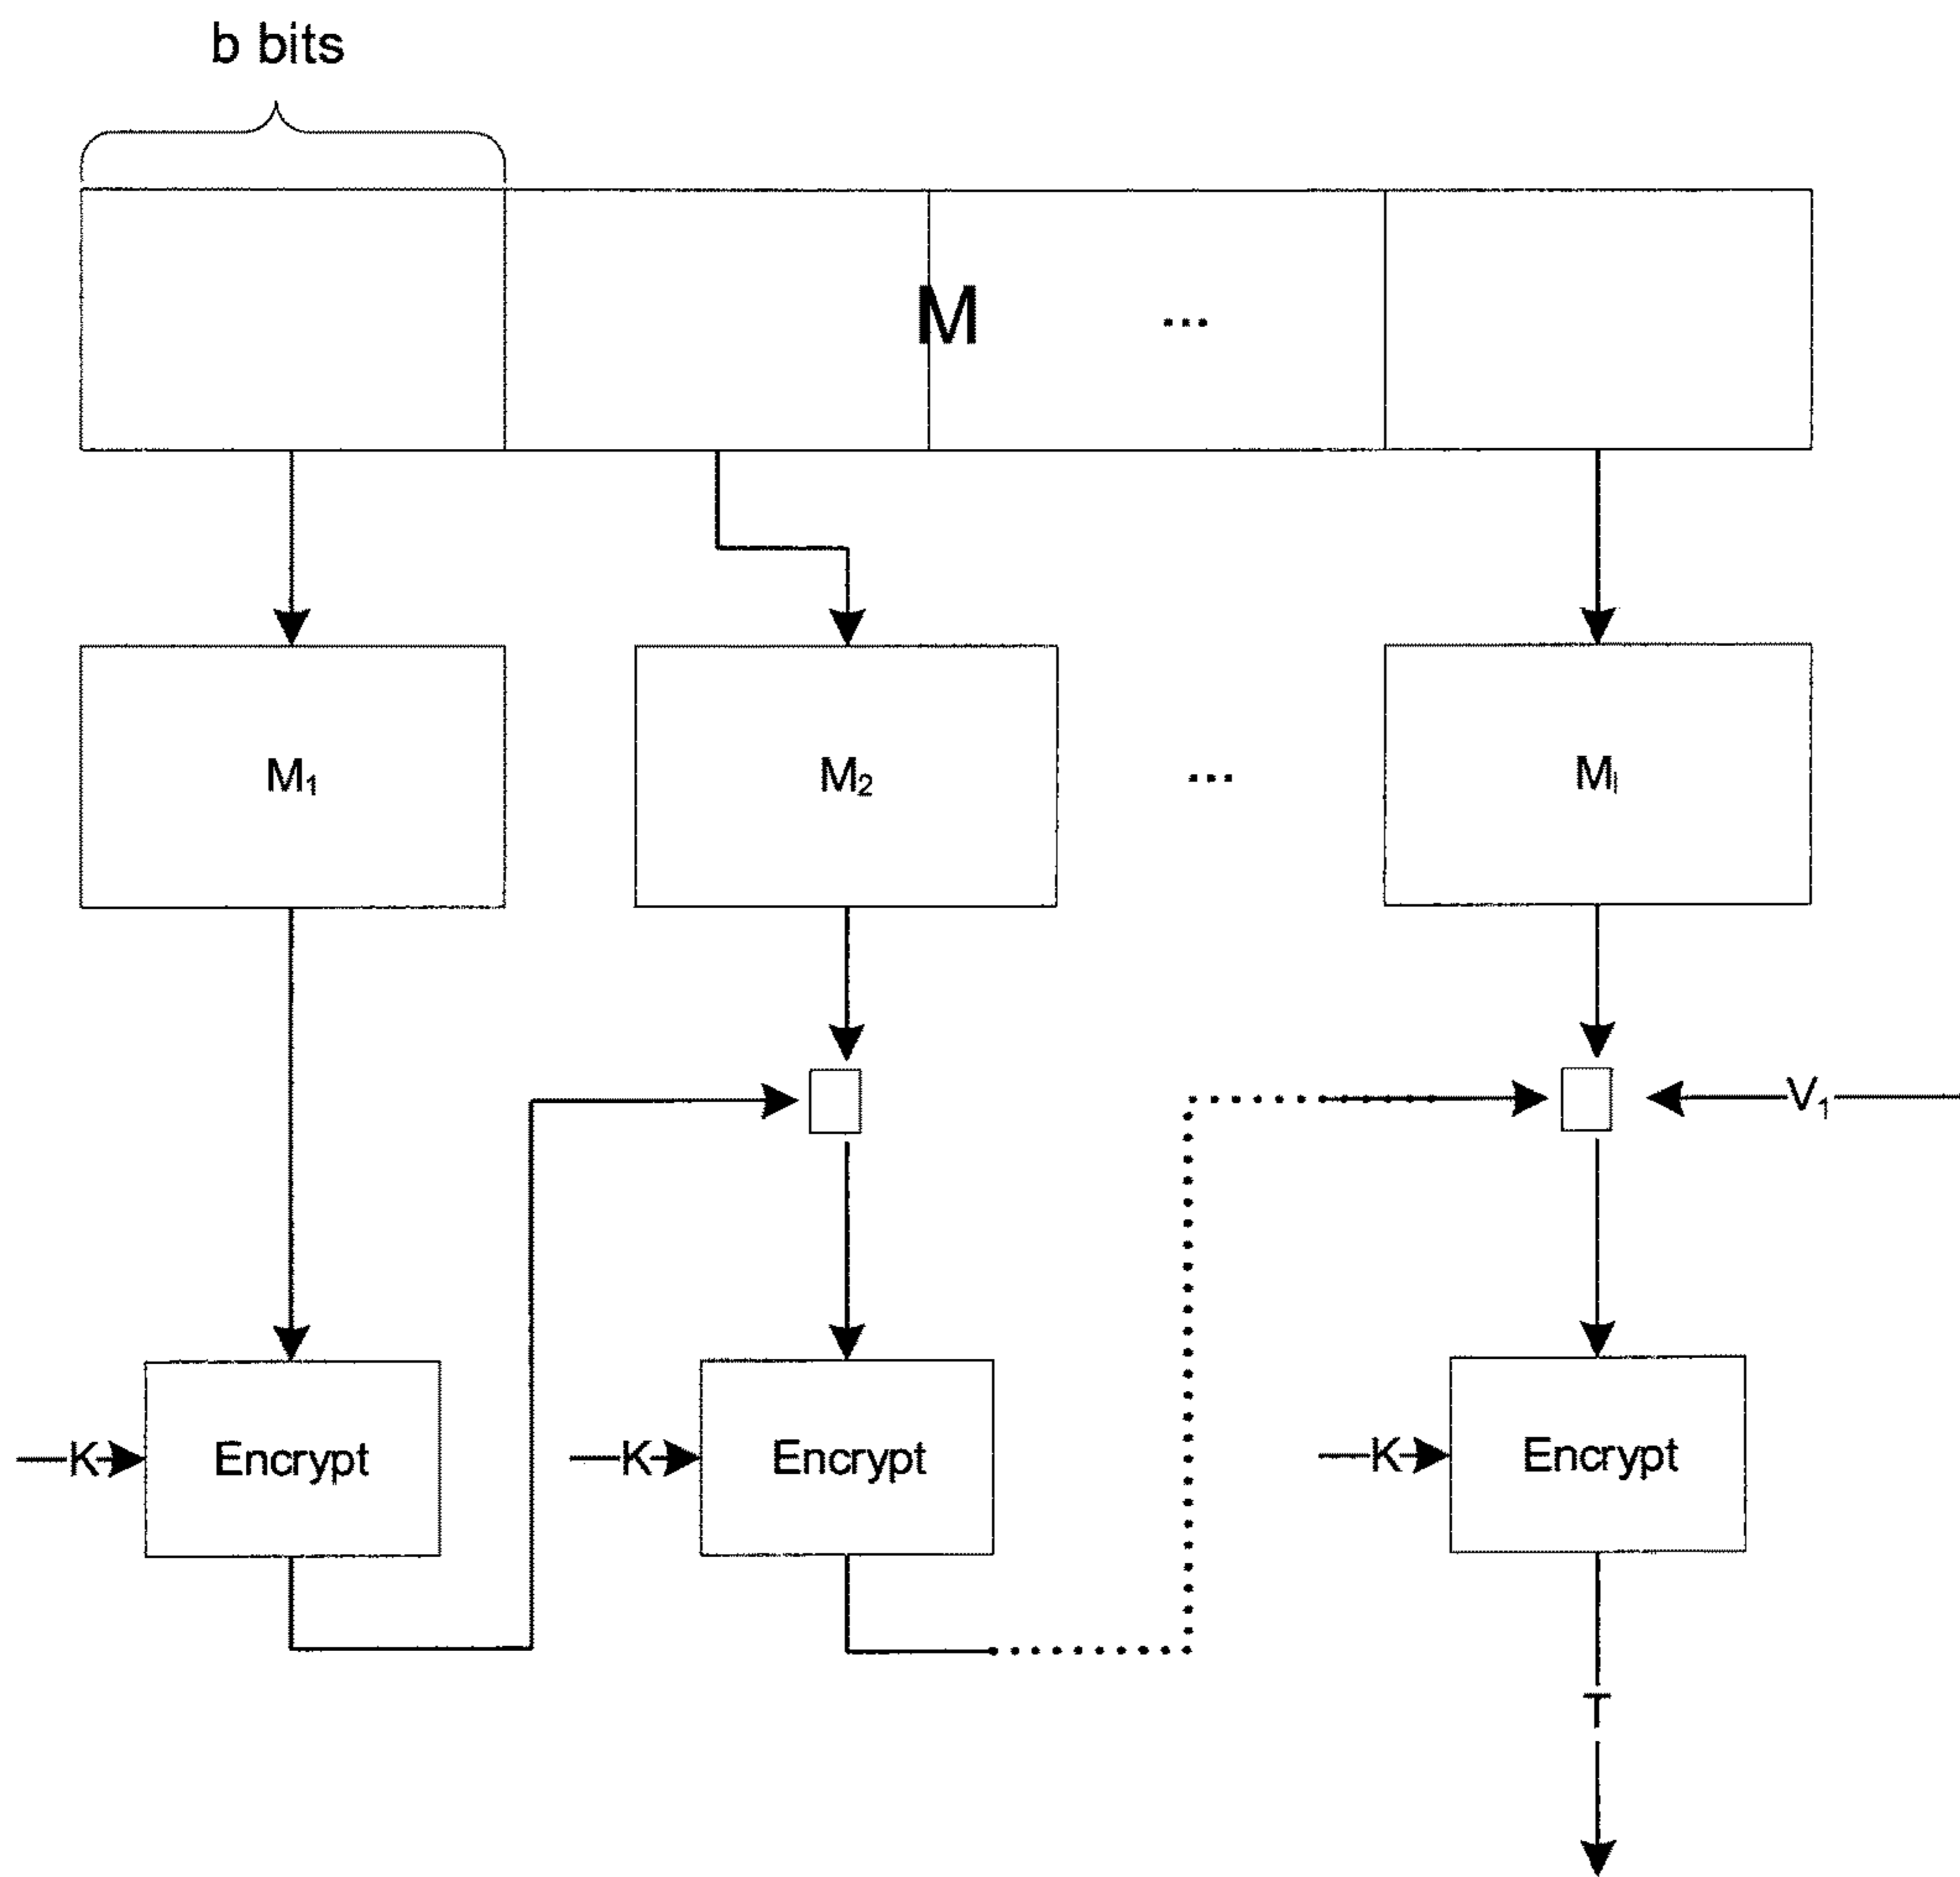 b bits
M
...
M₁
M₂
...
Mₗ
V₁
K
Encrypt
K
Encrypt
K
Encrypt
T